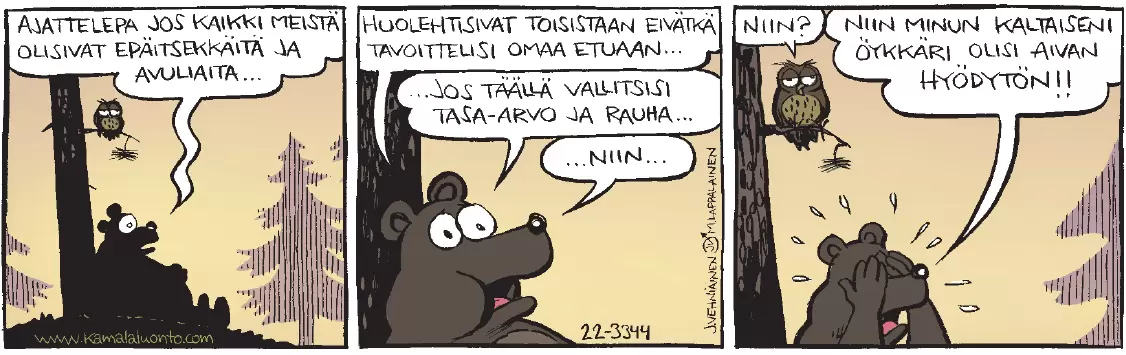 AJATTELEPA JOS KAIKKI MEISTÄ
OLISIVAT EPÄITSEKKÄITÄ JA
AVULIAITA...
www.kamalaluonto.com
HUOLEHTISIVAT TOISISTAAN EIVÄTKÄ
TAVOITTELISI OMAA ETUAAN...
...JOS TÄÄLLÄ VALLITSISI
TASA-ARVO JA RAUHA...
...NIIN...
22-3344
J.VEHNIÄINEN JV M.LAPPALAINEN
NIIN?
NIIN MINUN KALTAISENI
ÖYKKÄRI OLISI AIVAN
HYÖDYTÖN!!